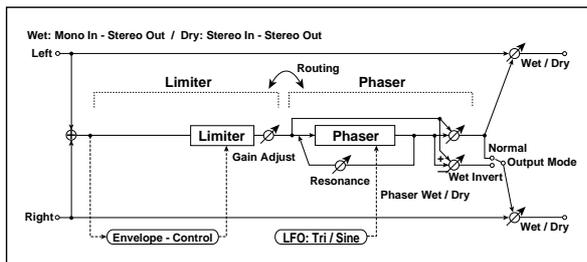 Wet: Mono In - Stereo Out / Dry: Stereo In - Stereo Out
Left
Wet / Dry
Routing
Limiter
Phaser
Limiter
Phaser
Gain Adjust
Normal
Output Mode
+
−
Wet Invert
Resonance
Phaser Wet / Dry
Right
Wet / Dry
Envelope - Control
LFO: Tri / Sine